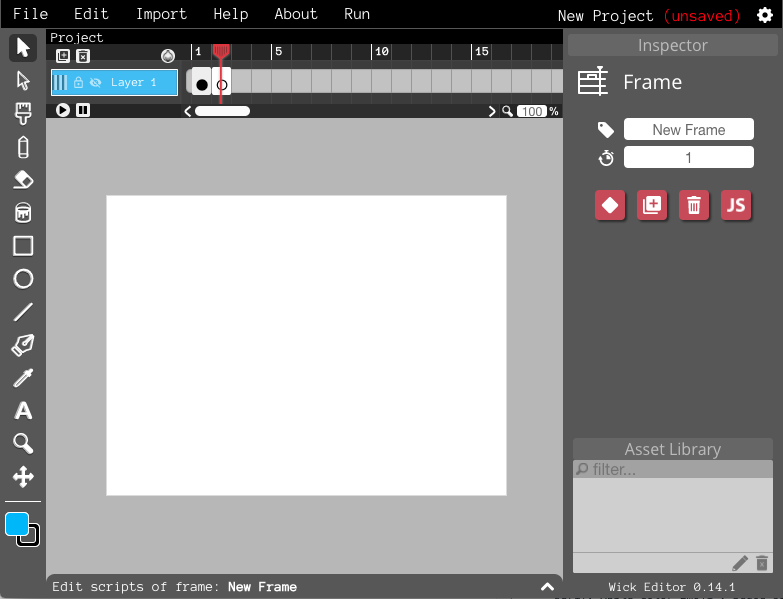 File Edit Import Help About Run
New Project (unsaved)
Project
1 5 10 15
Layer 1
100 %
Inspector
Frame
New Frame
1
JS
A
Asset Library
filter...
Edit scripts of frame: New Frame
Wick Editor 0.14.1